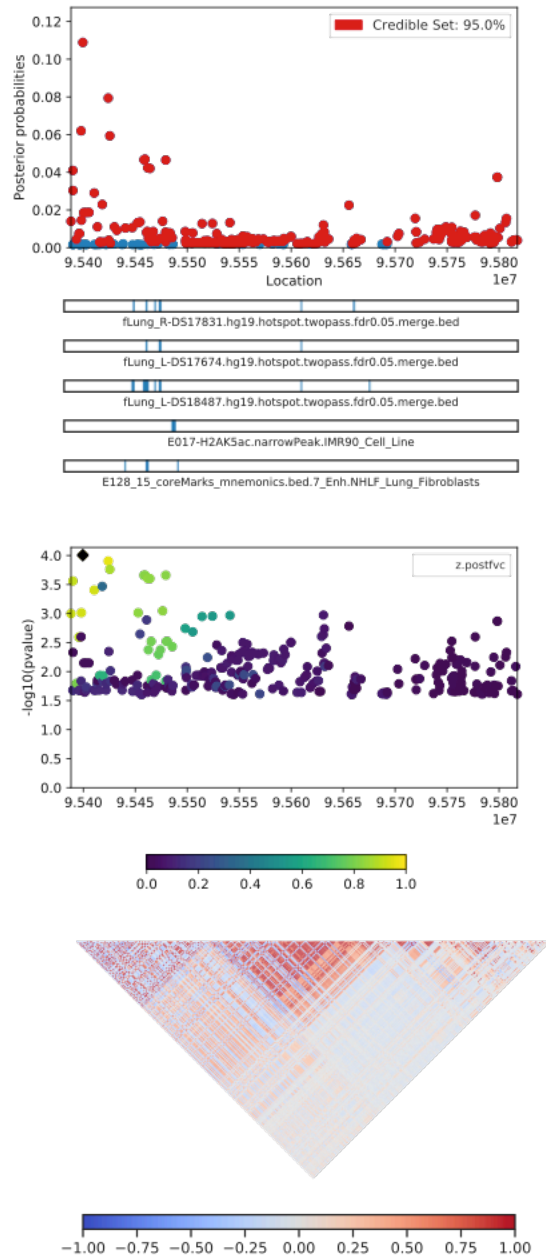 0.12
0.10
0.08
0.06
0.04
0.02
0.00
Posterior probabilities
Credible Set: 95.0%
9.540 9.545 9.550 9.555 9.560 9.565 9.570 9.575 9.580
Location
1e7
fLung_R-DS17831.hg19.hotspot.twopass.fdr0.05.merge.bed
fLung_L-DS17674.hg19.hotspot.twopass.fdr0.05.merge.bed
fLung_L-DS18487.hg19.hotspot.twopass.fdr0.05.merge.bed
E017-H2AK5ac.narrowPeak.IMR90_Cell_Line
E128_15_coreMarks_mnemonics.bed.7_Enh.NHLF_Lung_Fibroblasts
4.0
3.5
3.0
2.5
2.0
1.5
1.0
0.5
0.0
-log10(pvalue)
z.postfvc
9.540 9.545 9.550 9.555 9.560 9.565 9.570 9.575 9.580
1e7
0.0 0.2 0.4 0.6 0.8 1.0
−1.00 −0.75 −0.50 −0.25 0.00 0.25 0.50 0.75 1.00